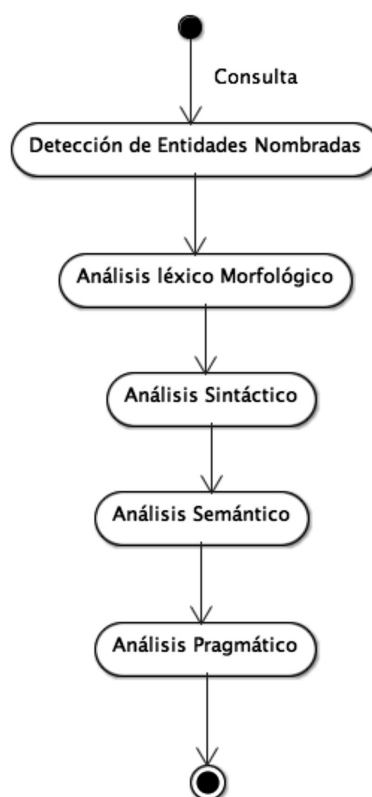 Consulta
Detección de Entidades Nombradas
Análisis léxico Morfológico
Análisis Sintáctico
Análisis Semántico
Análisis Pragmático